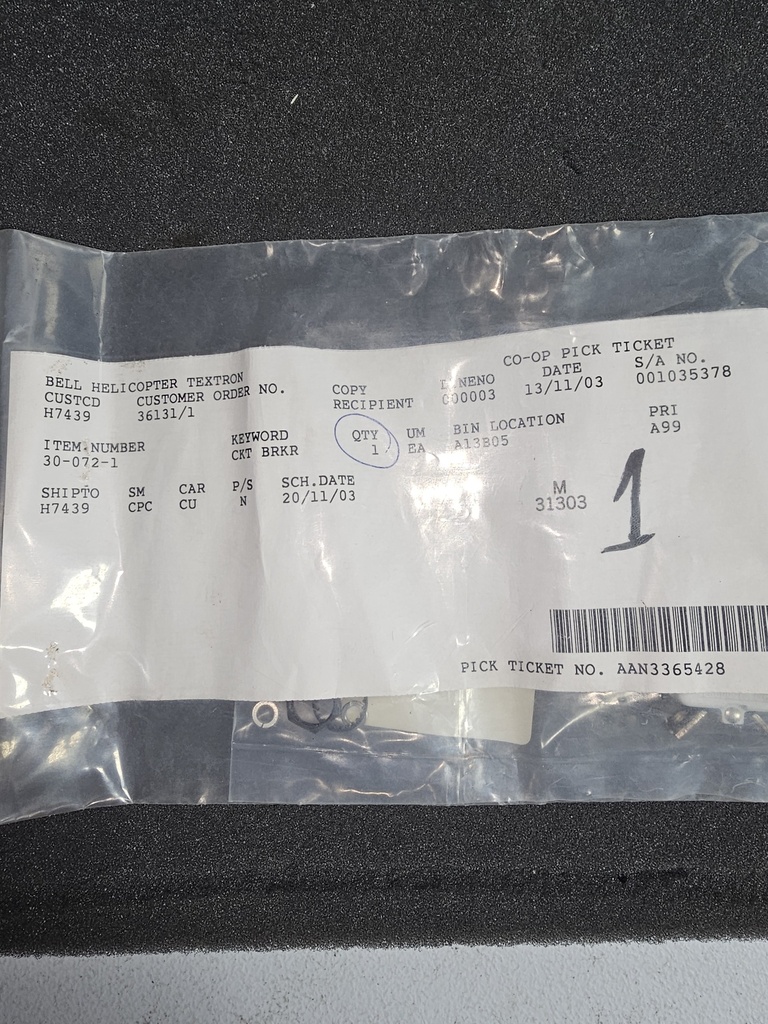 CO-OP PICK TICKET
BELL HELICOPTER TEXTRON
CUSTCD CUSTOMER ORDER NO. COPY RECIPIENT DATE S/A NO.
H7439 36131/1 000003 13/11/03 001035378
ITEM NUMBER KEYWORD QTY UM BIN LOCATION PRI
30-072-1 CKT BRKR 1 EA A13B05 A99
SHIPTO SM CAR P/S SCH.DATE
H7439 CPC CU N 20/11/03
M
31303
1
PICK TICKET NO. AAN3365428